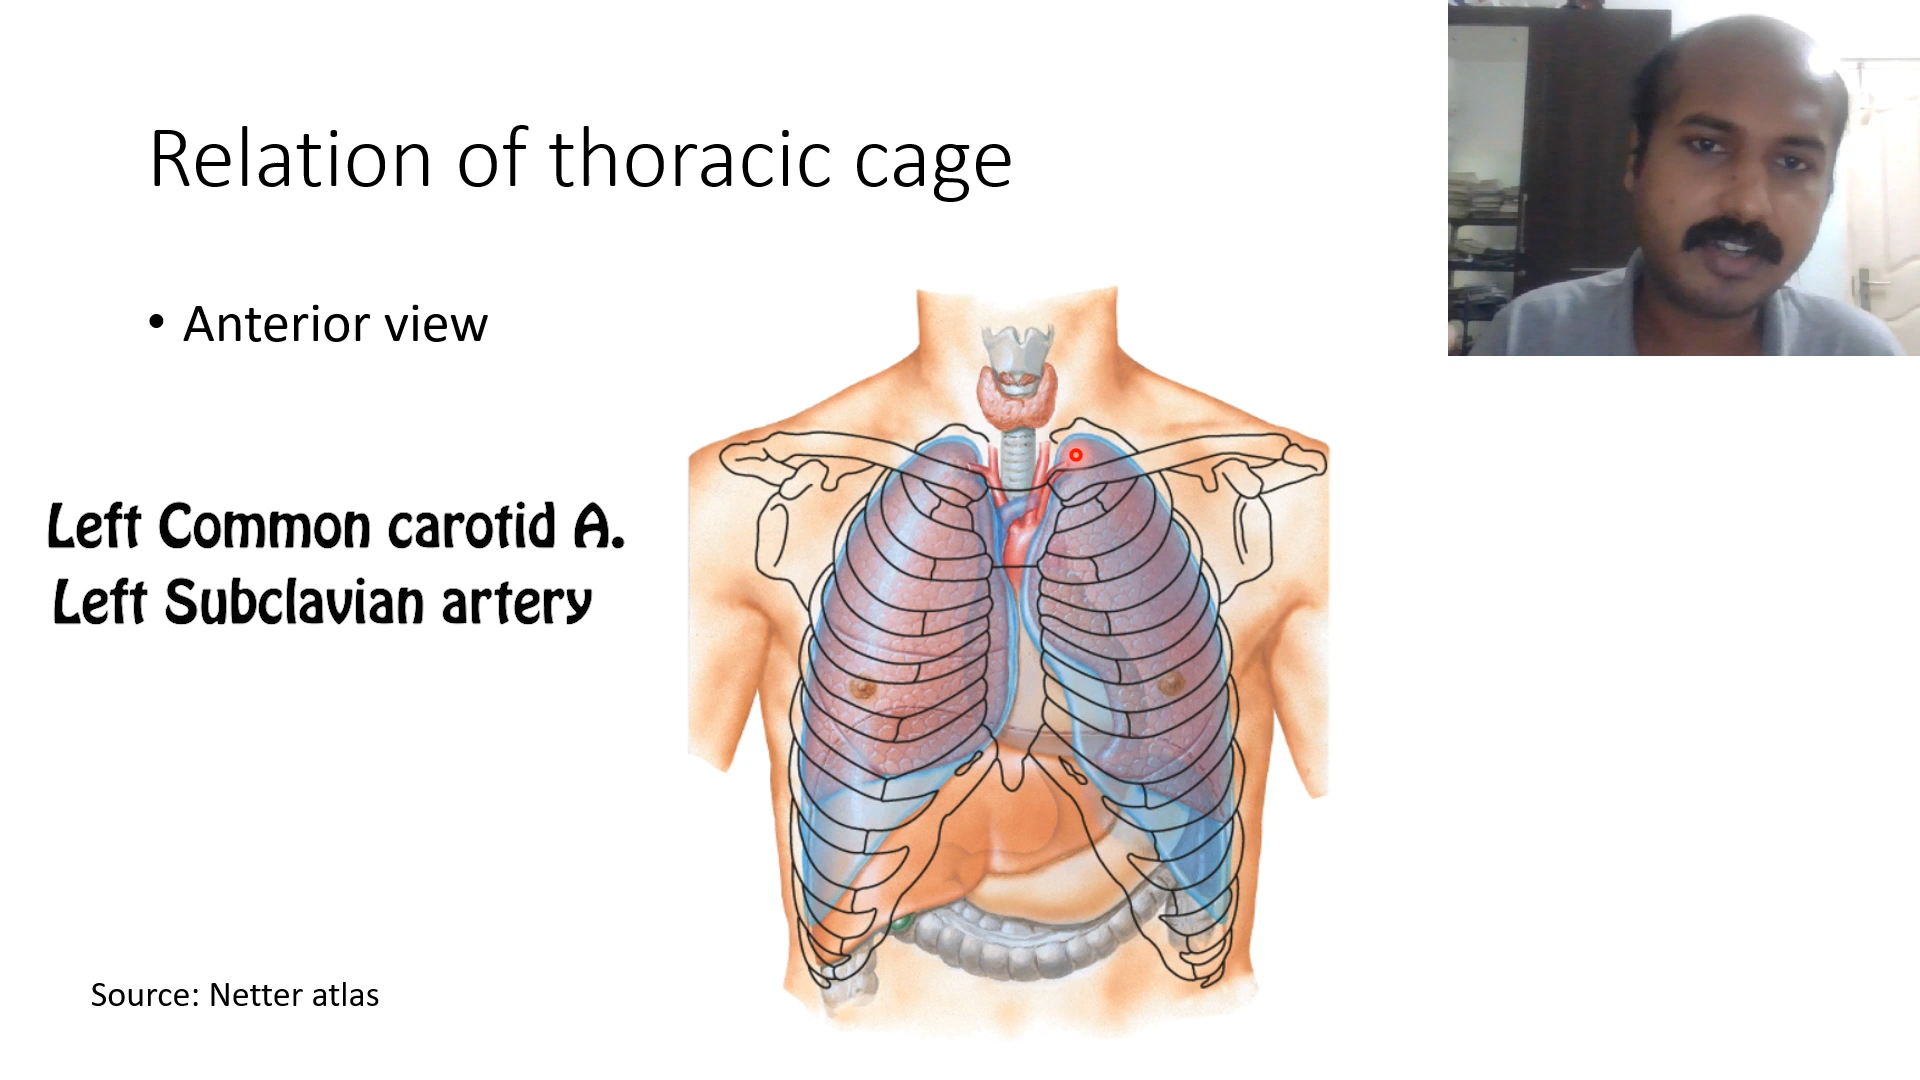 Relation of thoracic cage
• Anterior view
Left Common carotid A.
Left Subclavian artery
Source: Netter atlas